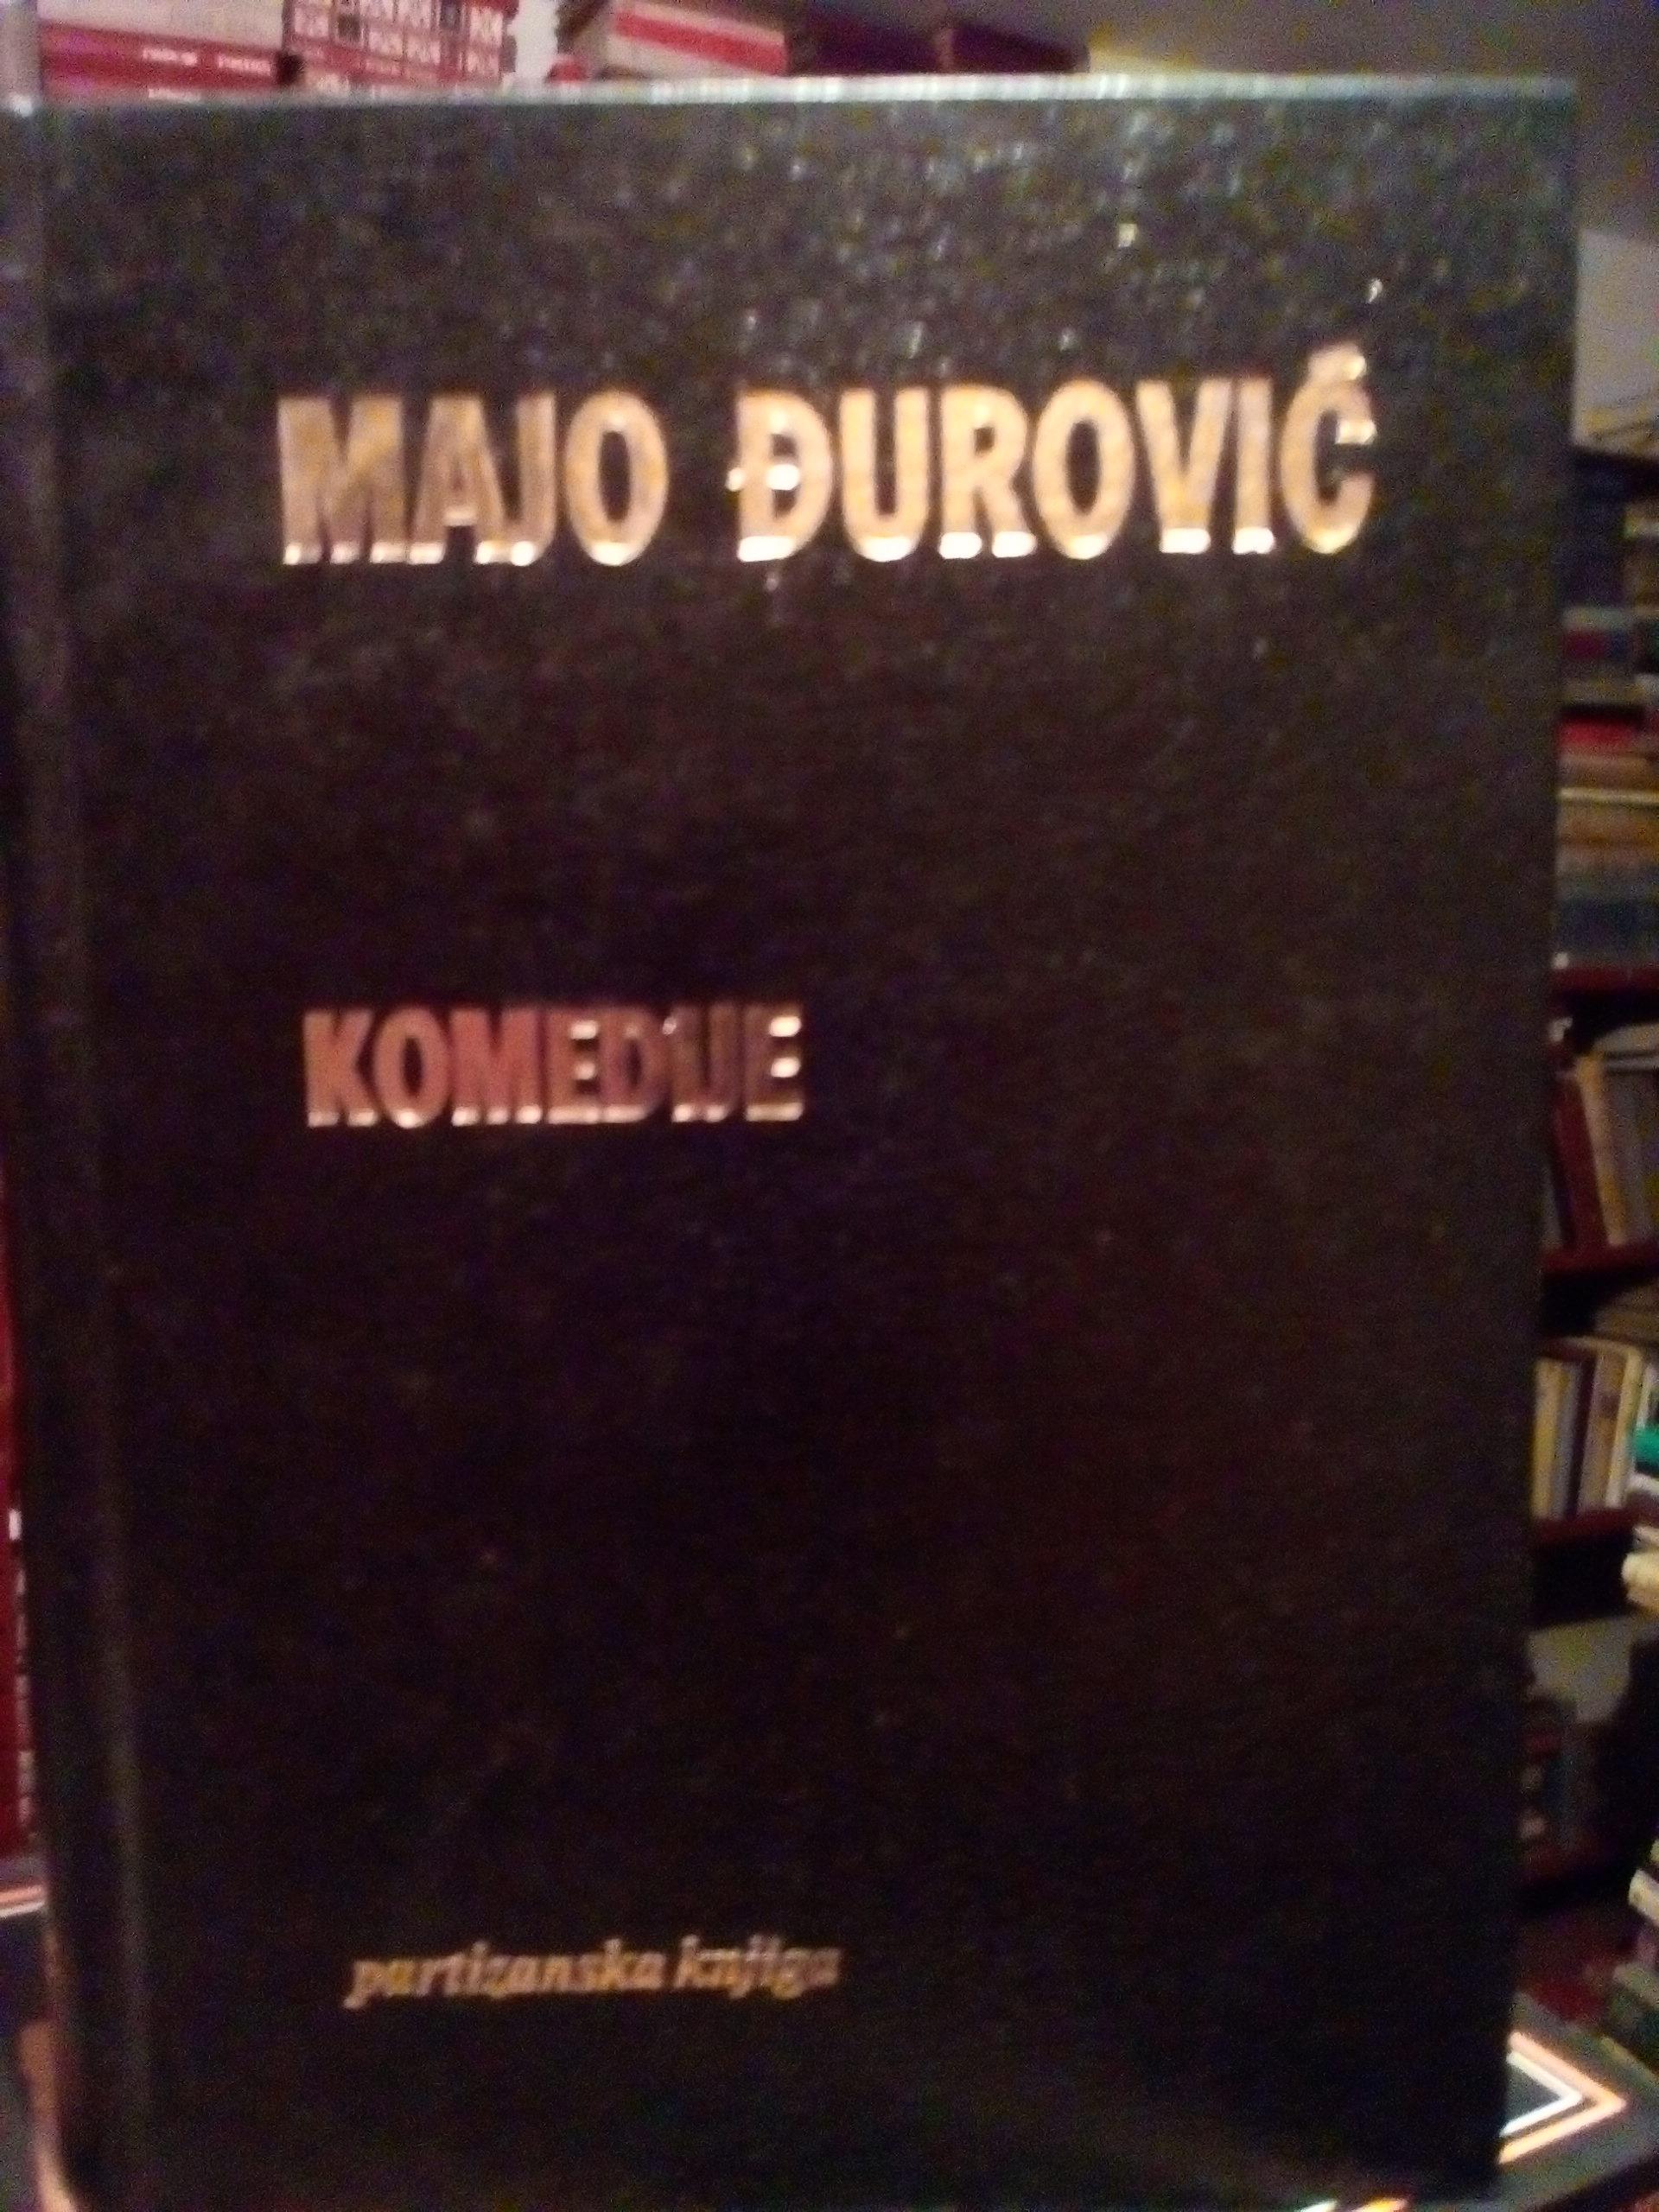 MAJO ĐUROVIĆ
KOMEDIJE
partizanska knjiga